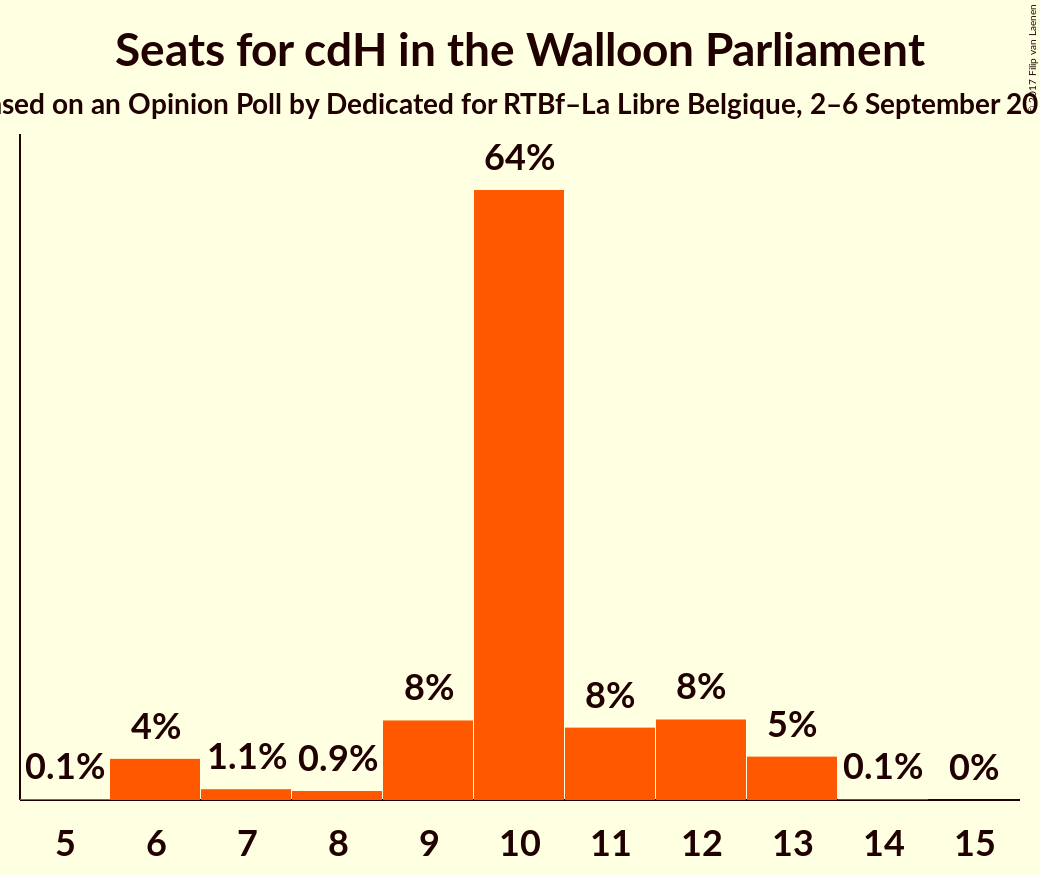 Seats for cdH in the Walloon Parliament
ased on an Opinion Poll by Dedicated for RTBf–La Libre Belgique, 2–6 September 20
© 2017 Filip van Laenen
64%
8%
8%
8%
4%
5%
0.1%
1.1%
0.9%
0.1%
0%
5 6 7 8 9 10 11 12 13 14 15